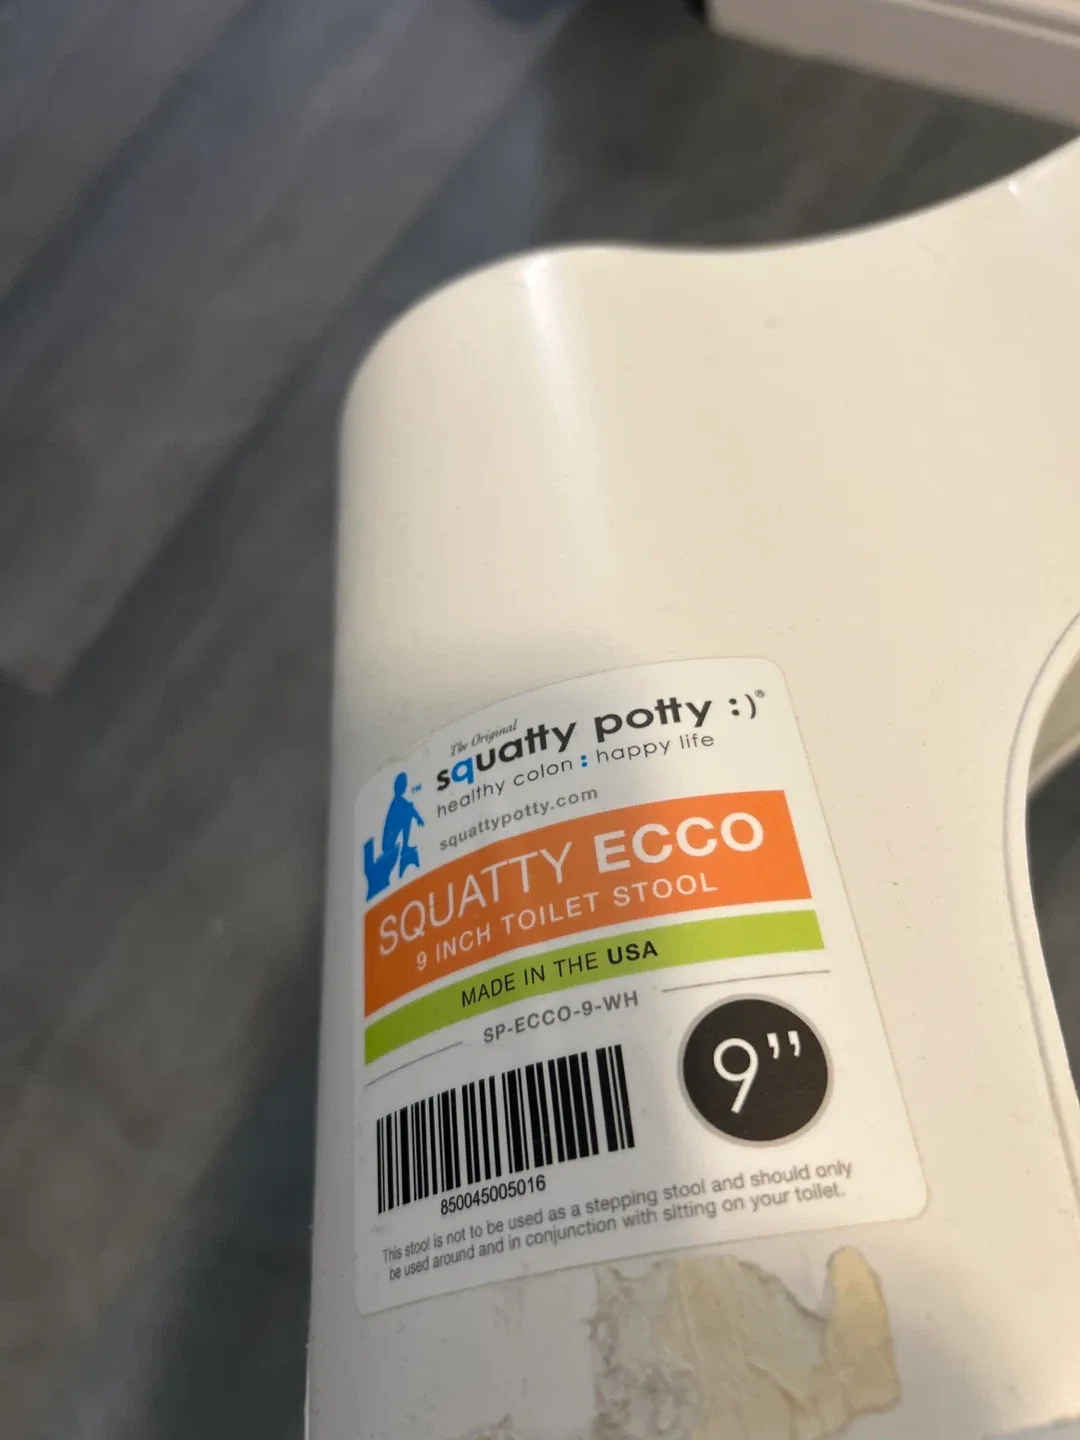 The Original
squatty potty :)®
healthy colon : happy life
squattypotty.com
SQUATTY ECCO
9 INCH TOILET STOOL
MADE IN THE USA
SP-ECCO-9-WH
9”
850045005016
This stool is not to be used as a stepping stool and should only
be used around and in conjunction with sitting on your toilet.